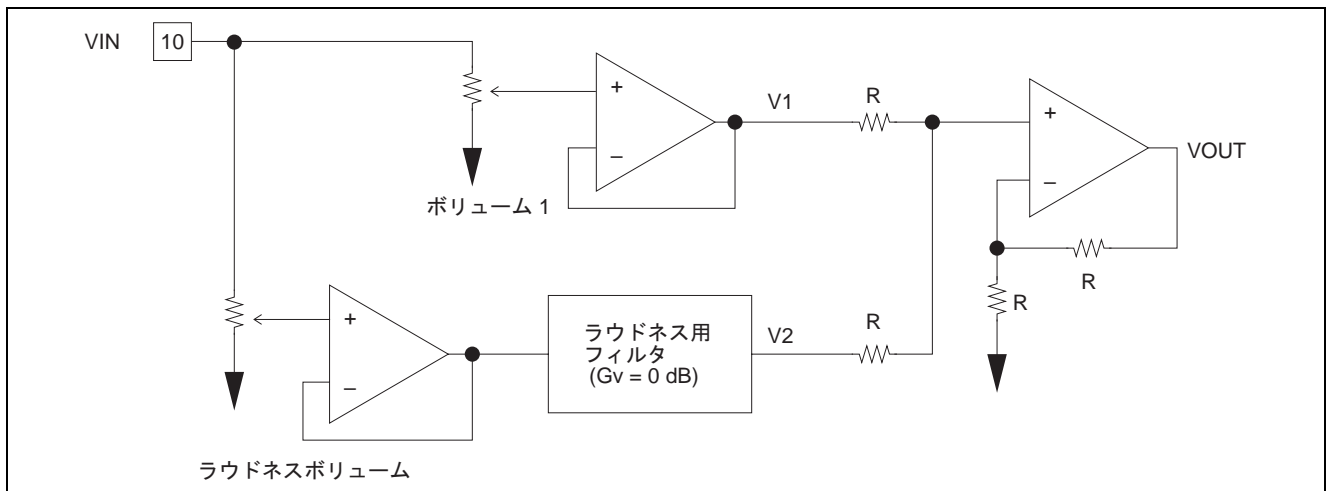 VIN 10
V1
R
+
−
+
−
VOUT
ボリューム 1
R
R
+
−
ラウドネス用
フィルタ
(Gv = 0 dB)
V2
R
ラウドネスボリューム